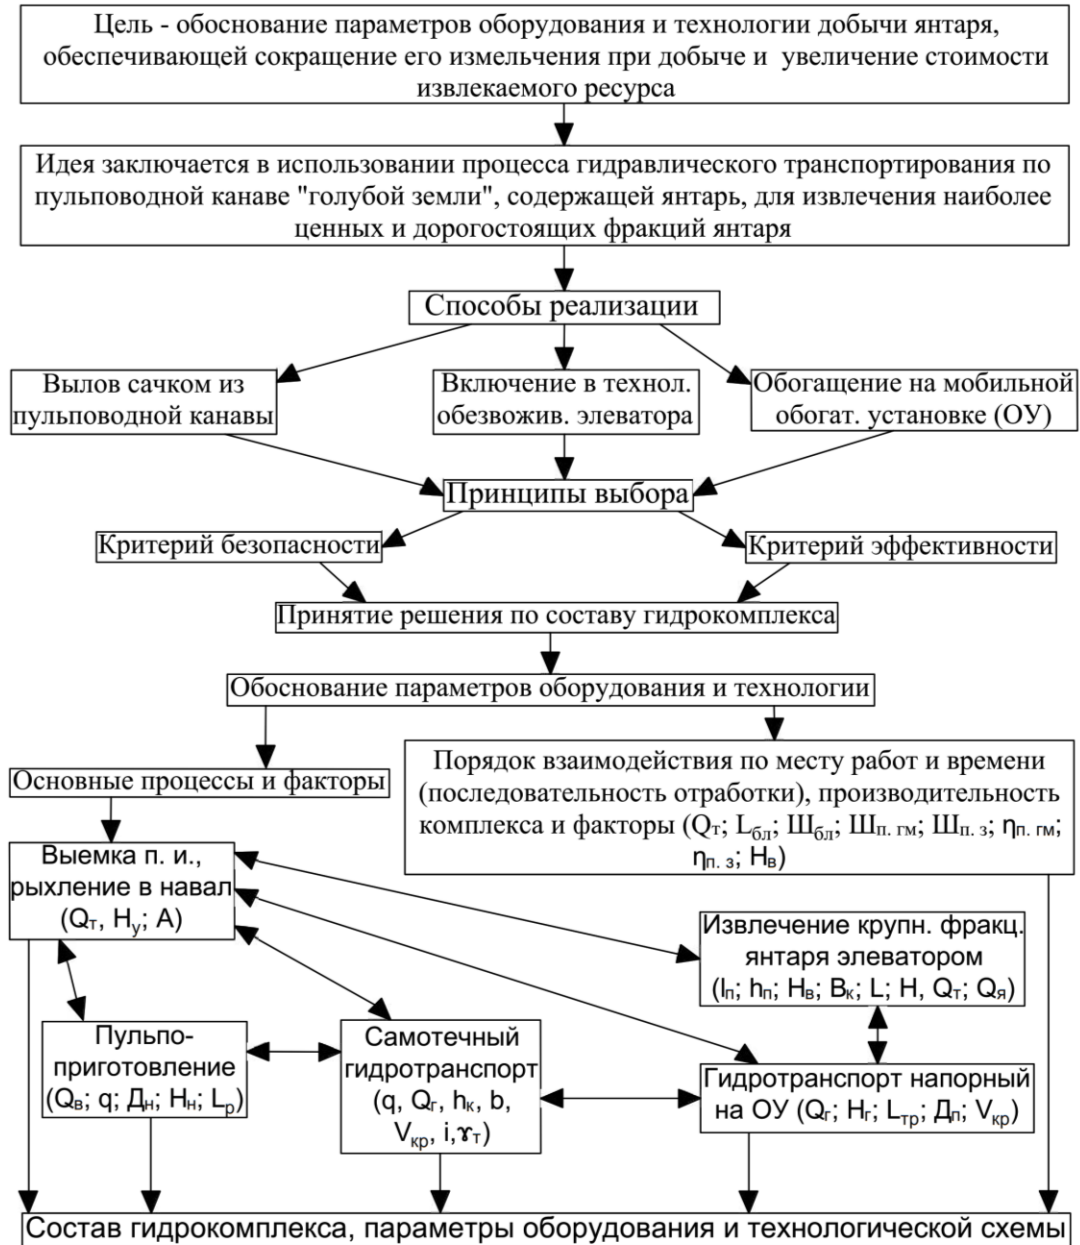 Цель - обоснование параметров оборудования и технологии добычи янтаря,
обеспечивающей сокращение его измельчения при добыче и увеличение стоимости
извлекаемого ресурса
Идея заключается в использовании процесса гидравлического транспортирования по
пульповодной канаве "голубой земли", содержащей янтарь, для извлечения наиболее
ценных и дорогостоящих фракций янтаря
Способы реализации
Вылов сачком из
пульповодной канавы
Включение в технол.
обезвожив. элеватора
Обогащение на мобильной
обогат. установке (ОУ)
Принципы выбора
Критерий безопасности
Критерий эффективности
Принятие решения по составу гидрокомплекса
Обоснование параметров оборудования и технологии
Основные процессы и факторы
Порядок взаимодействия по месту работ и времени
(последовательность отработки), производительность
комплекса и факторы (Qт; Lбл; Шбл; Шп. гм; Шп. з; ηп. гм;
ηп. з; Нв)
Выемка п. и.,
рыхление в навал
(Qт, Ну; А)
Извлечение крупн. фракц.
янтаря элеватором
(lп; hп; Нв; Вк; L; Н, Qт; Qя)
Пульпо-
приготовление
(Qв; q; Дн; Нн; Lр)
Самотечный
гидротранспорт
(q, Qг, hк, b,
Vкр, i,γт)
Гидротранспорт напорный
на ОУ (Qг; Нг; Lтр; Дп; Vкр)
Состав гидрокомплекса, параметры оборудования и технологической схемы